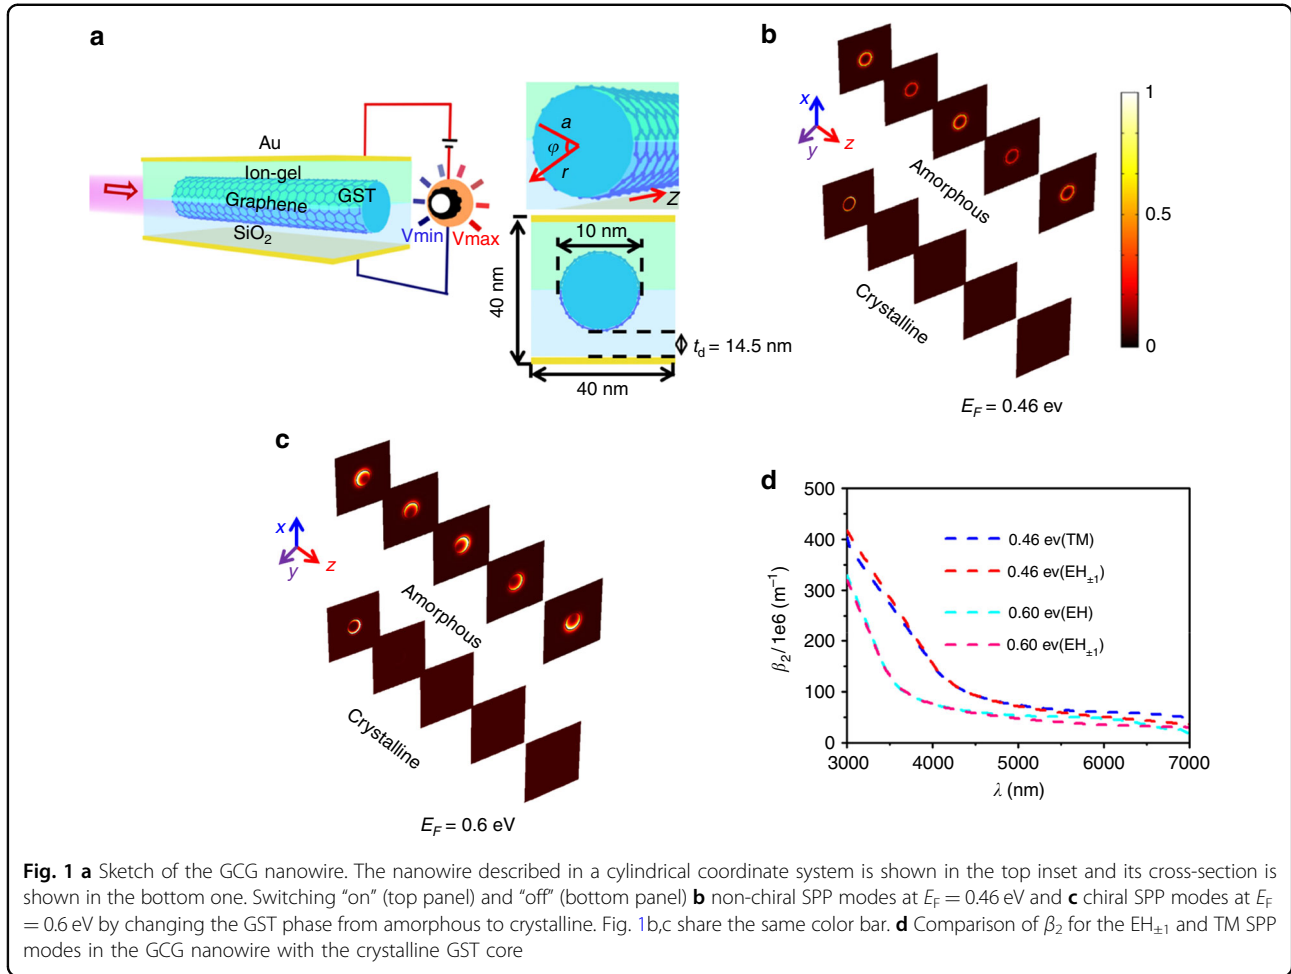 a
Au
Ion-gel
GST
Graphene
SiO2
Vmin
Vmax
a
φ
r
Z
10 nm
40 nm
td = 14.5 nm
40 nm
b
x
y
z
Amorphous
Crystalline
1
0.5
0
EF = 0.46 ev
c
x
y
z
Amorphous
Crystalline
EF = 0.6 eV
d
β2/ 1e6 (m−1)
500
400
300
200
100
0
0.46 ev(TM)
0.46 ev(EH±1)
0.60 ev(EH)
0.60 ev(EH±1)
3000 4000 5000 6000 7000
λ (nm)
Fig. 1 a Sketch of the GCG nanowire. The nanowire described in a cylindrical coordinate system is shown in the top inset and its cross-section is
shown in the bottom one. Switching “on” (top panel) and “off” (bottom panel) b non-chiral SPP modes at EF = 0.46 eV and c chiral SPP modes at EF
= 0.6 eV by changing the GST phase from amorphous to crystalline. Fig. 1b,c share the same color bar. d Comparison of β2 for the EH±1 and TM SPP
modes in the GCG nanowire with the crystalline GST core